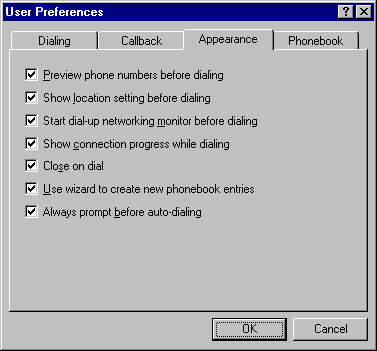 User Preferences
Dialing Callback Appearance Phonebook
Preview phone numbers before dialing
Show location setting before dialing
Start dial-up networking monitor before dialing
Show connection progress while dialing
Close on dial
Use wizard to create new phonebook entries
Always prompt before auto-dialing
OK Cancel